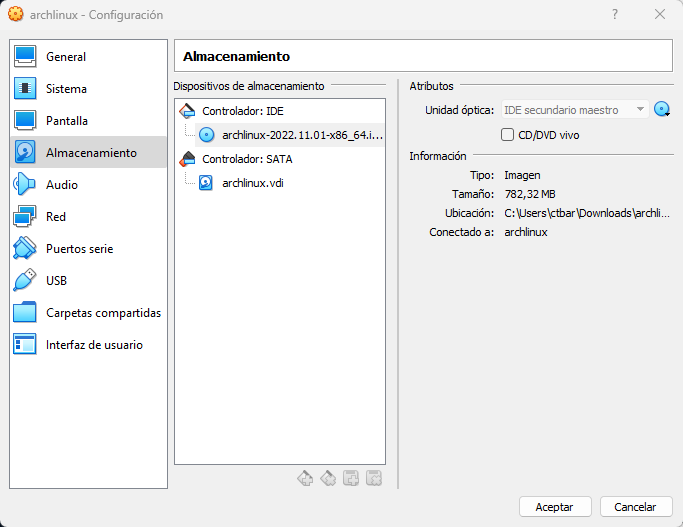 archlinux - Configuración
?
General
Sistema
Pantalla
Almacenamiento
Audio
Red
Puertos serie
USB
Carpetas compartidas
Interfaz de usuario
Almacenamiento
Dispositivos de almacenamiento
Controlador: IDE
archlinux-2022.11.01-x86_64.i...
Controlador: SATA
archlinux.vdi
Atributos
Unidad óptica: IDE secundario maestro
CD/DVD vivo
Información
Tipo: Imagen
Tamaño: 782,32 MB
Ubicación: C:\Users\ctbar\Downloads\archli...
Conectado a: archlinux
Aceptar Cancelar